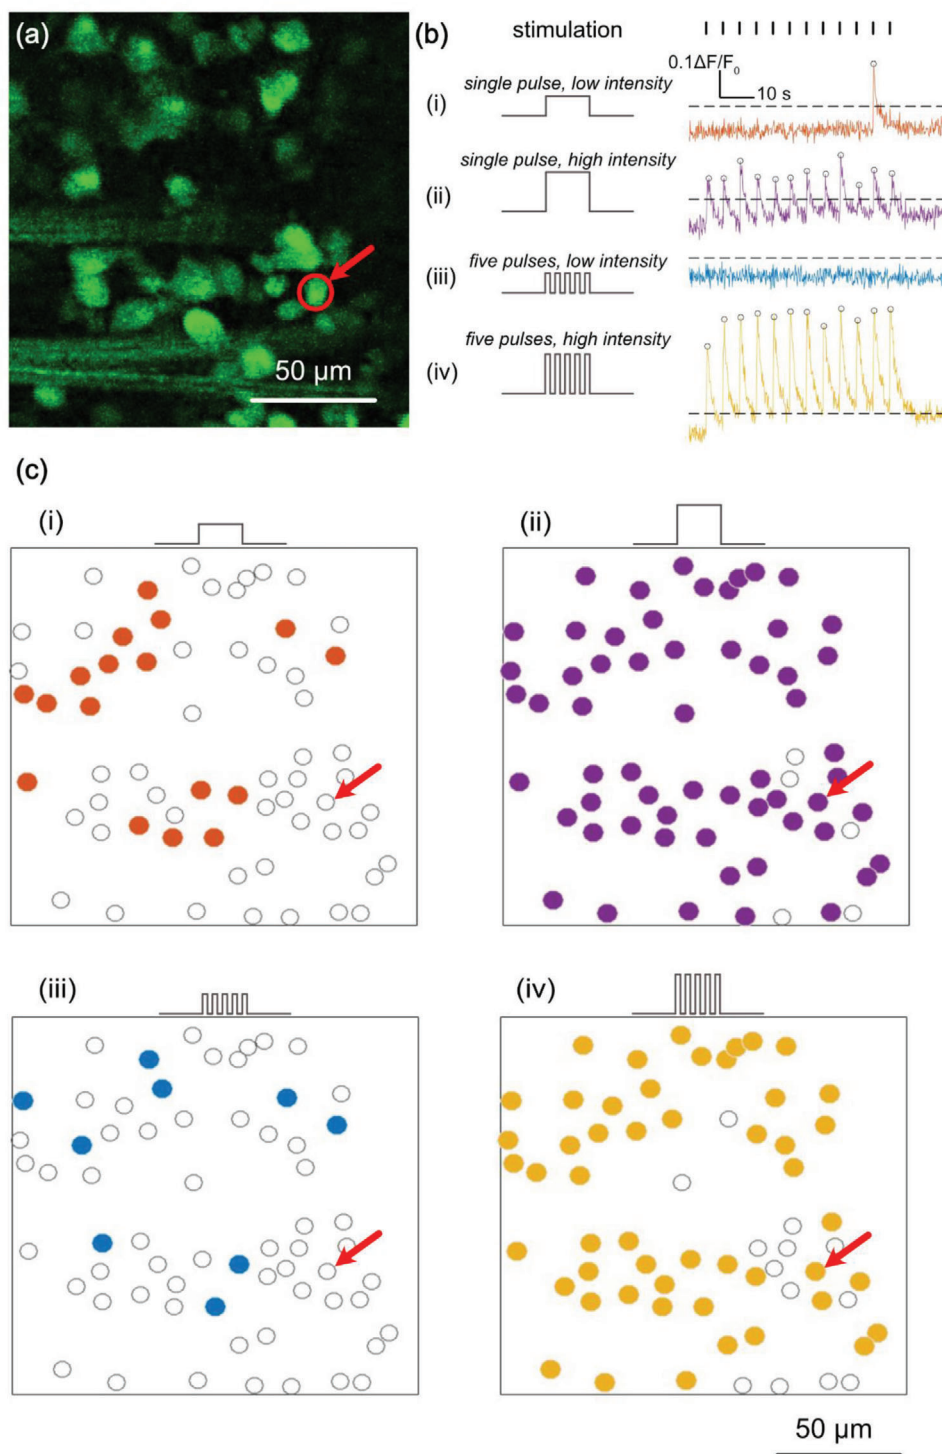 (a)
50 μm
(b)
stimulation
0.1ΔF/F0
10 s
(i)
single pulse, low intensity
(ii)
single pulse, high intensity
(iii)
five pulses, low intensity
(iv)
five pulses, high intensity
(c)
(i)
(ii)
(iii)
(iv)
50 μm